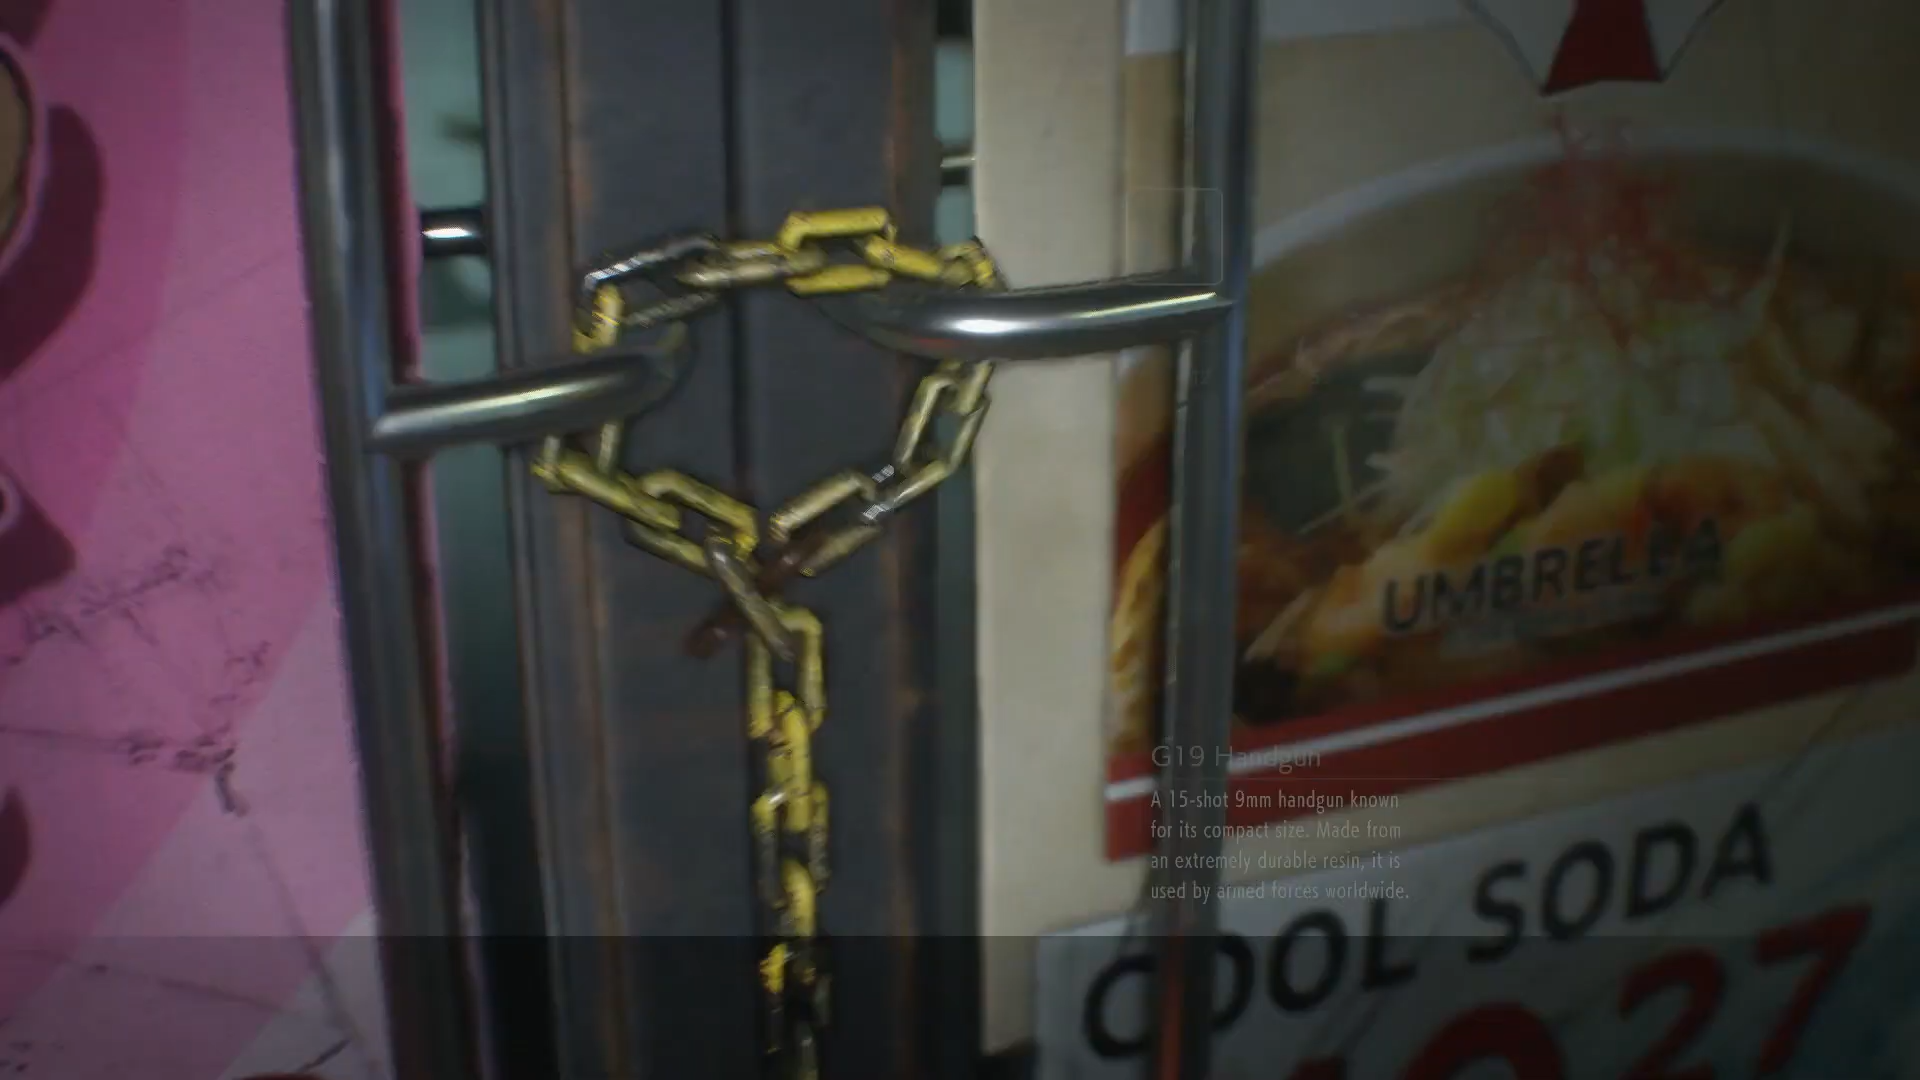 UMBRELLA
G19 Handgun
A 15-shot 9mm handgun known
for its compact size. Made from
an extremely durable resin, it is
used by armed forces worldwide.
COOL SODA
27